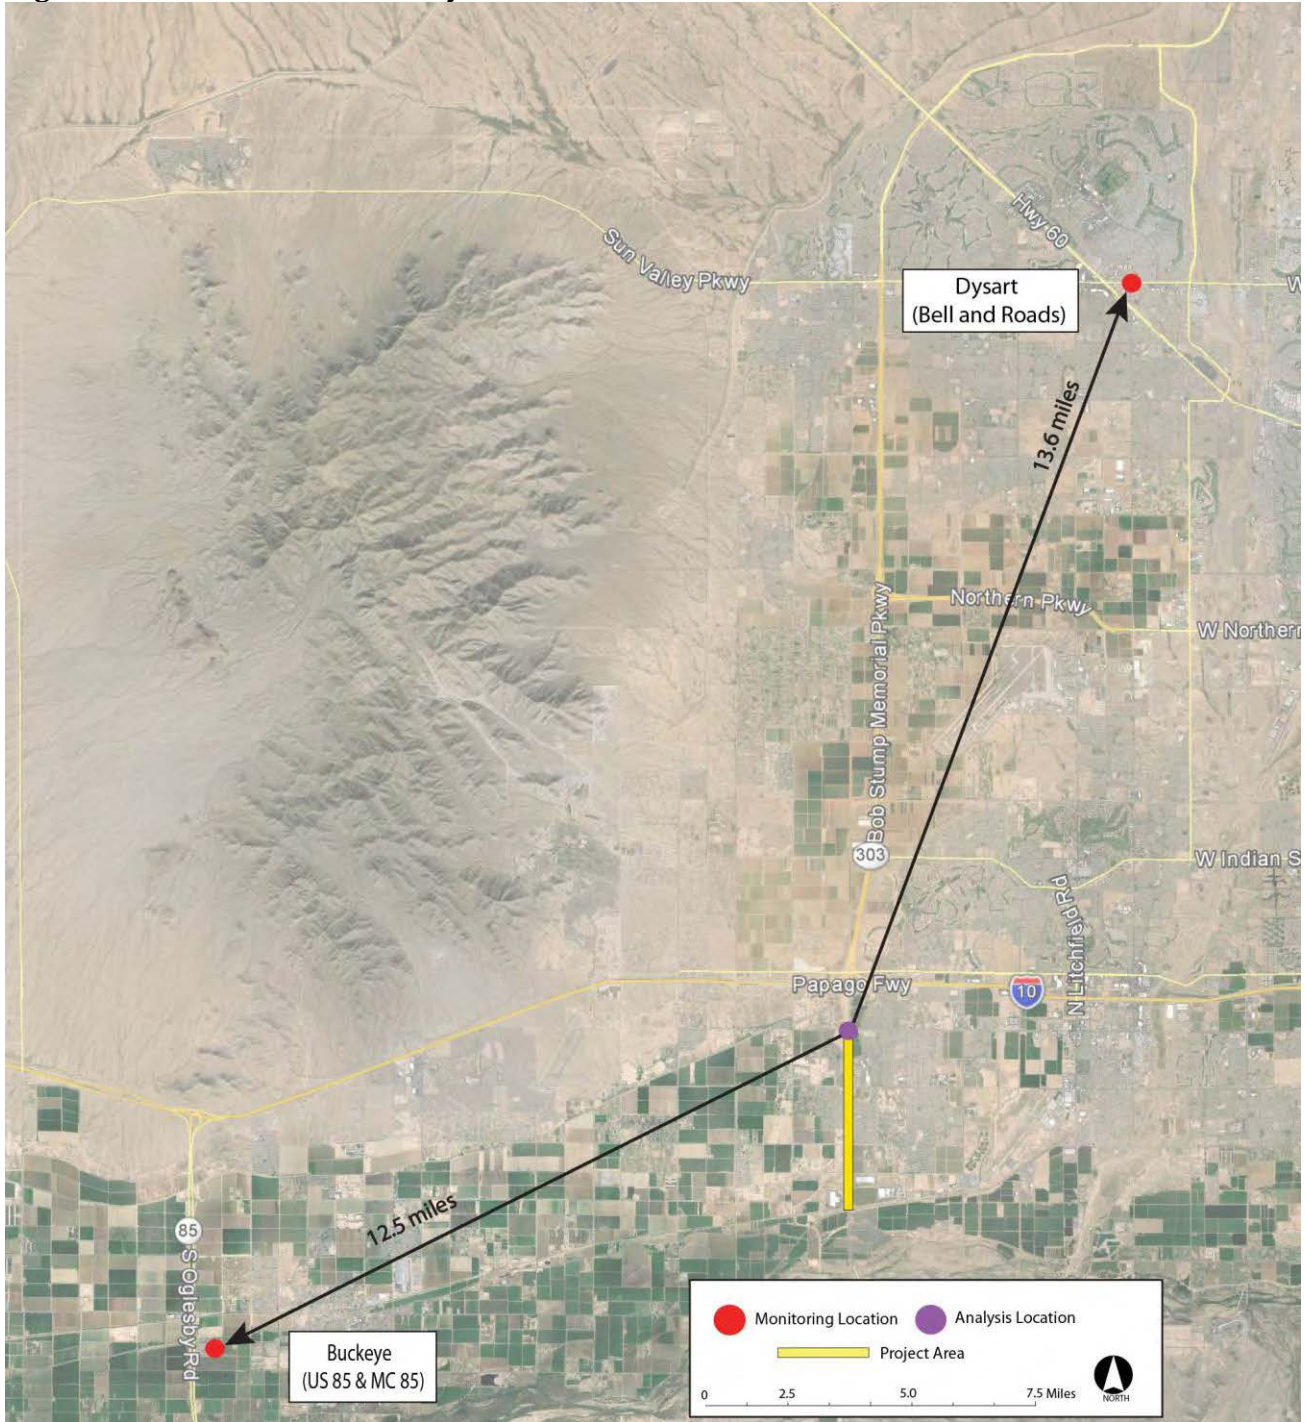 Hwy 60
Sun Valley Pkwy
Dysart
(Bell and Roads)
13.6 miles
Bob Stump Memorial Pkwy
Northern Pkwy
W Northern
303
W Indian S
N Litchfield Rd
Papago Fwy
10
12.5 miles
85
S Oglesby Rd
Buckeye
(US 85 & MC 85)
Monitoring Location
Analysis Location
Project Area
0 2.5 5.0 7.5 Miles
NORTH